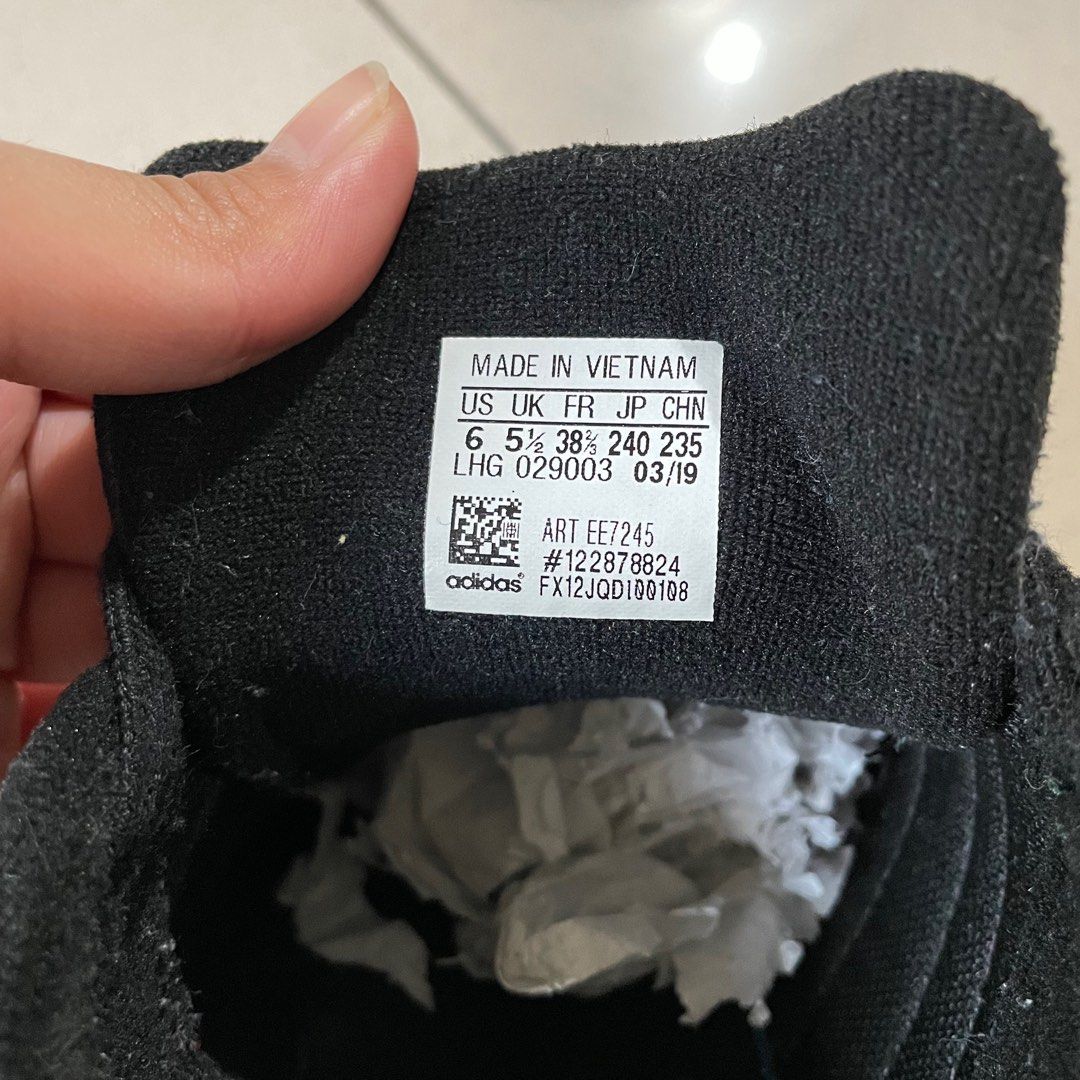 MADE IN VIETNAM
US UK FR JP CHN
6 5½ 38⅔ 240 235
LHG 029003 03/19
ART EE7245
#122878824
adidas® FX12JQD100108